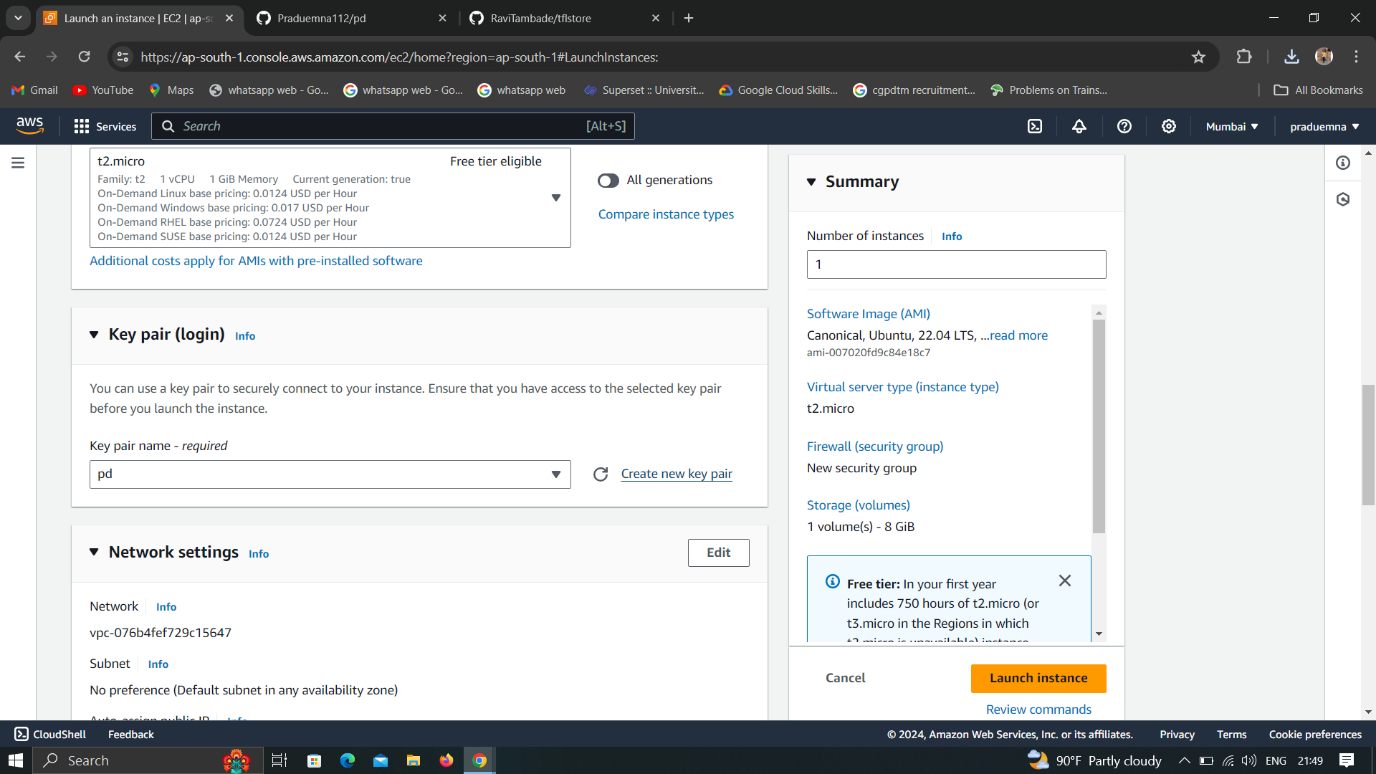 Launch an instance | EC2 | ap-s
Praduemna112/pd
RaviTambade/tflstore
https://ap-south-1.console.aws.amazon.com/ec2/home?region=ap-south-1#LaunchInstances:
Gmail
YouTube
Maps
whatsapp web - Go...
whatsapp web - Go...
whatsapp web
Superset :: Universit...
Google Cloud Skills...
cgpdtm recruitment...
Problems on Trains...
All Bookmarks
aws
Services
Search
[Alt+S]
Mumbai
praduemna
t2.micro
Free tier eligible
Family: t2 1 vCPU 1 GiB Memory Current generation: true
On-Demand Linux base pricing: 0.0124 USD per Hour
On-Demand Windows base pricing: 0.017 USD per Hour
On-Demand RHEL base pricing: 0.0724 USD per Hour
On-Demand SUSE base pricing: 0.0124 USD per Hour
All generations
Compare instance types
Additional costs apply for AMIs with pre-installed software
Key pair (login) Info
You can use a key pair to securely connect to your instance. Ensure that you have access to the selected key pair
before you launch the instance.
Key pair name - required
pd
Create new key pair
Network settings Info
Edit
Network Info
vpc-076b4fef729c15647
Subnet Info
No preference (Default subnet in any availability zone)
Auto-assign public IP Info
Summary
Number of instances Info
1
Software Image (AMI)
Canonical, Ubuntu, 22.04 LTS, ...read more
ami-007020fd9c84e18c7
Virtual server type (instance type)
t2.micro
Firewall (security group)
New security group
Storage (volumes)
1 volume(s) - 8 GiB
Free tier: In your first year
includes 750 hours of t2.micro (or
t3.micro in the Regions in which
t2.micro is unavailable) instance
Cancel
Launch instance
Review commands
CloudShell
Feedback
© 2024, Amazon Web Services, Inc. or its affiliates.
Privacy
Terms
Cookie preferences
Search
90°F Partly cloudy
ENG
21:49